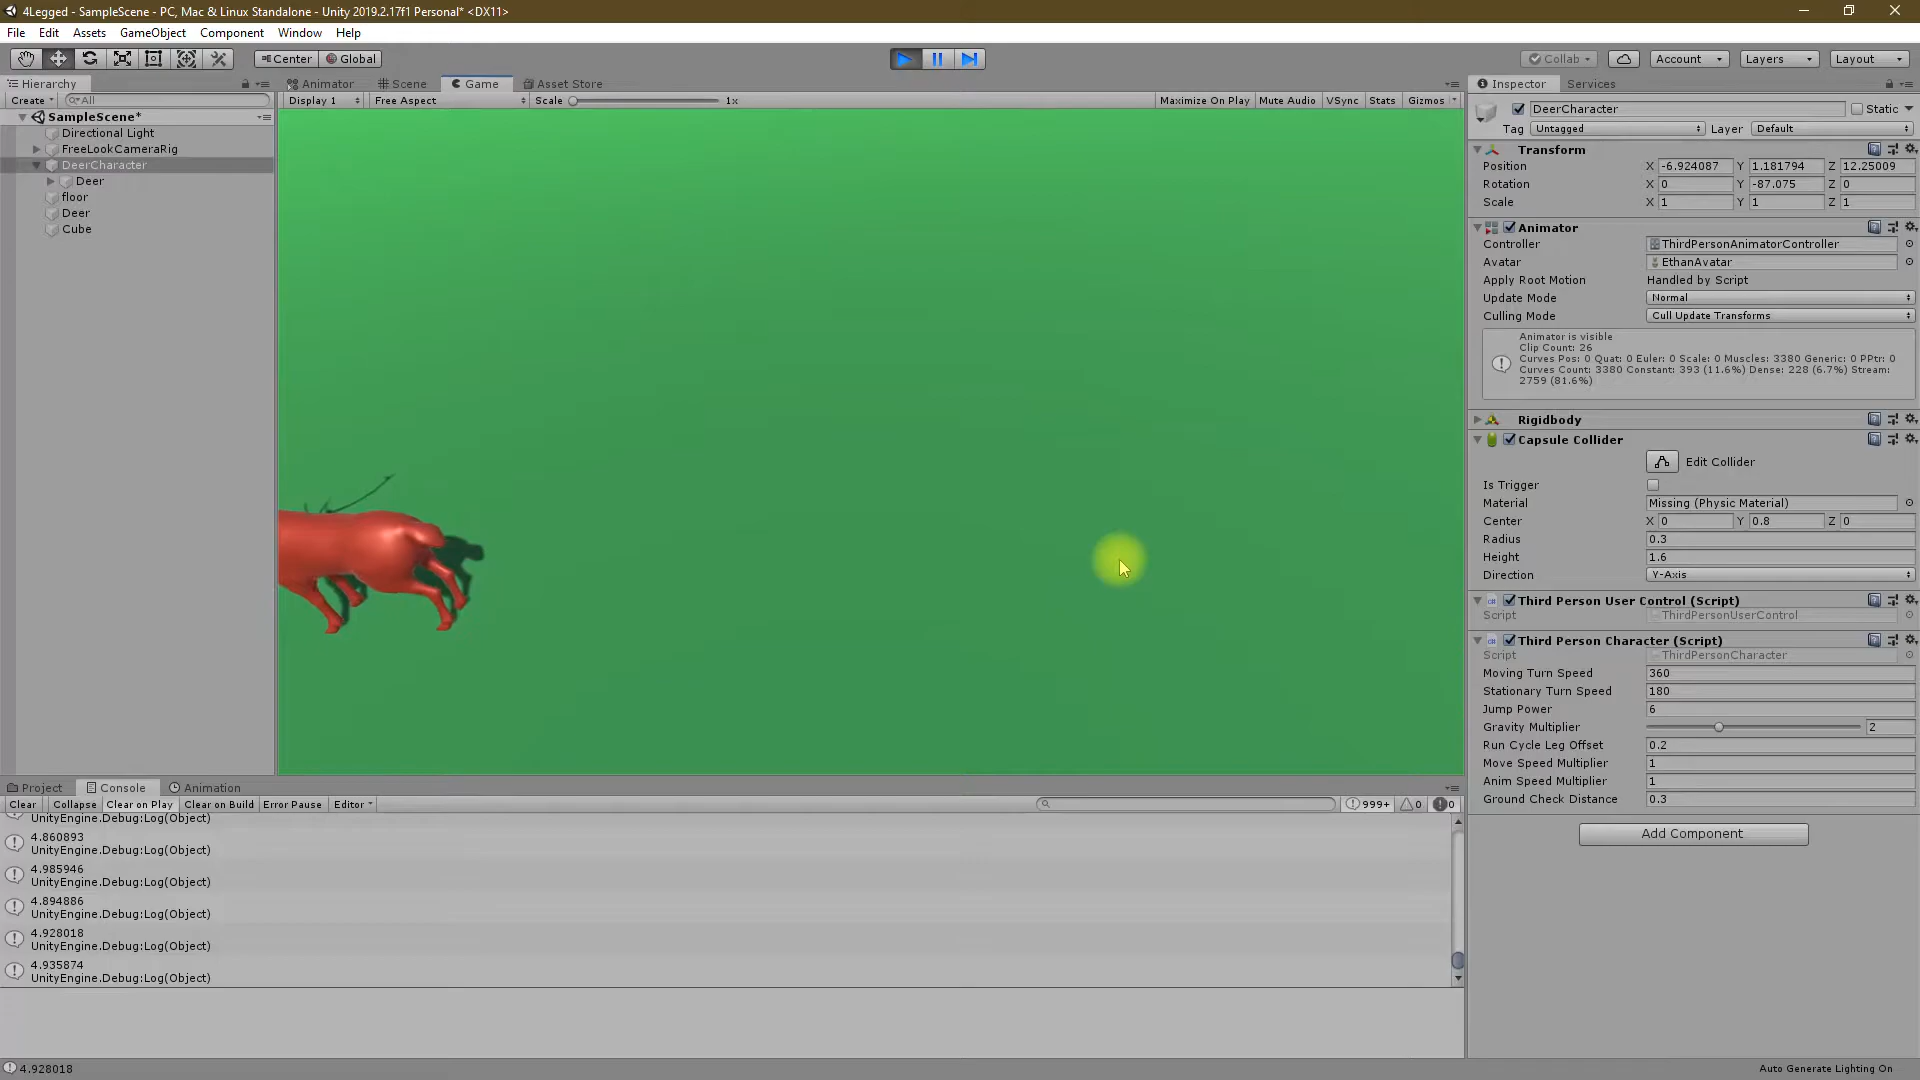 4Legged - SampleScene - PC, Mac & Linux Standalone - Unity 2019.2.17f1 Personal* <DX11>
File Edit Assets GameObject Component Window Help
Center Global
Collab Account Layers Layout
Hierarchy
Create All
SampleScene*
Directional Light
FreeLookCameraRig
DeerCharacter
Deer
floor
Deer
Cube
Animator Scene Game Asset Store
Display 1 Free Aspect Scale 1x Maximize On Play Mute Audio VSync Stats Gizmos
Inspector Services
DeerCharacter Static
Tag Untagged Layer Default
Transform
Position X -6.924087 Y 1.181794 Z 12.25009
Rotation X 0 Y -87.075 Z 0
Scale X 1 Y 1 Z 1
Animator
Controller ThirdPersonAnimatorController
Avatar EthanAvatar
Apply Root Motion Handled by Script
Update Mode Normal
Culling Mode Cull Update Transforms
Animator is visible
Clip Count: 26
Curves Pos: 0 Quat: 0 Euler: 0 Scale: 0 Muscles: 3380 Generic: 0 PPtr: 0
Curves Count: 3380 Constant: 393 (11.6%) Dense: 228 (6.7%) Stream:
2759 (81.6%)
Rigidbody
Capsule Collider
Edit Collider
Is Trigger
Material Missing (Physic Material)
Center X 0 Y 0.8 Z 0
Radius 0.3
Height 1.6
Direction Y-Axis
Third Person User Control (Script)
Script ThirdPersonUserControl
Third Person Character (Script)
Script ThirdPersonCharacter
Moving Turn Speed 360
Stationary Turn Speed 180
Jump Power 6
Gravity Multiplier 2
Run Cycle Leg Offset 0.2
Move Speed Multiplier 1
Anim Speed Multiplier 1
Ground Check Distance 0.3
Add Component
Project Console Animation
Clear Collapse Clear on Play Clear on Build Error Pause Editor 999+ 0 0
UnityEngine.Debug:Log(Object)
4.860893
UnityEngine.Debug:Log(Object)
4.985946
UnityEngine.Debug:Log(Object)
4.894886
UnityEngine.Debug:Log(Object)
4.928018
UnityEngine.Debug:Log(Object)
4.935874
UnityEngine.Debug:Log(Object)
4.928018
Auto Generate Lighting On